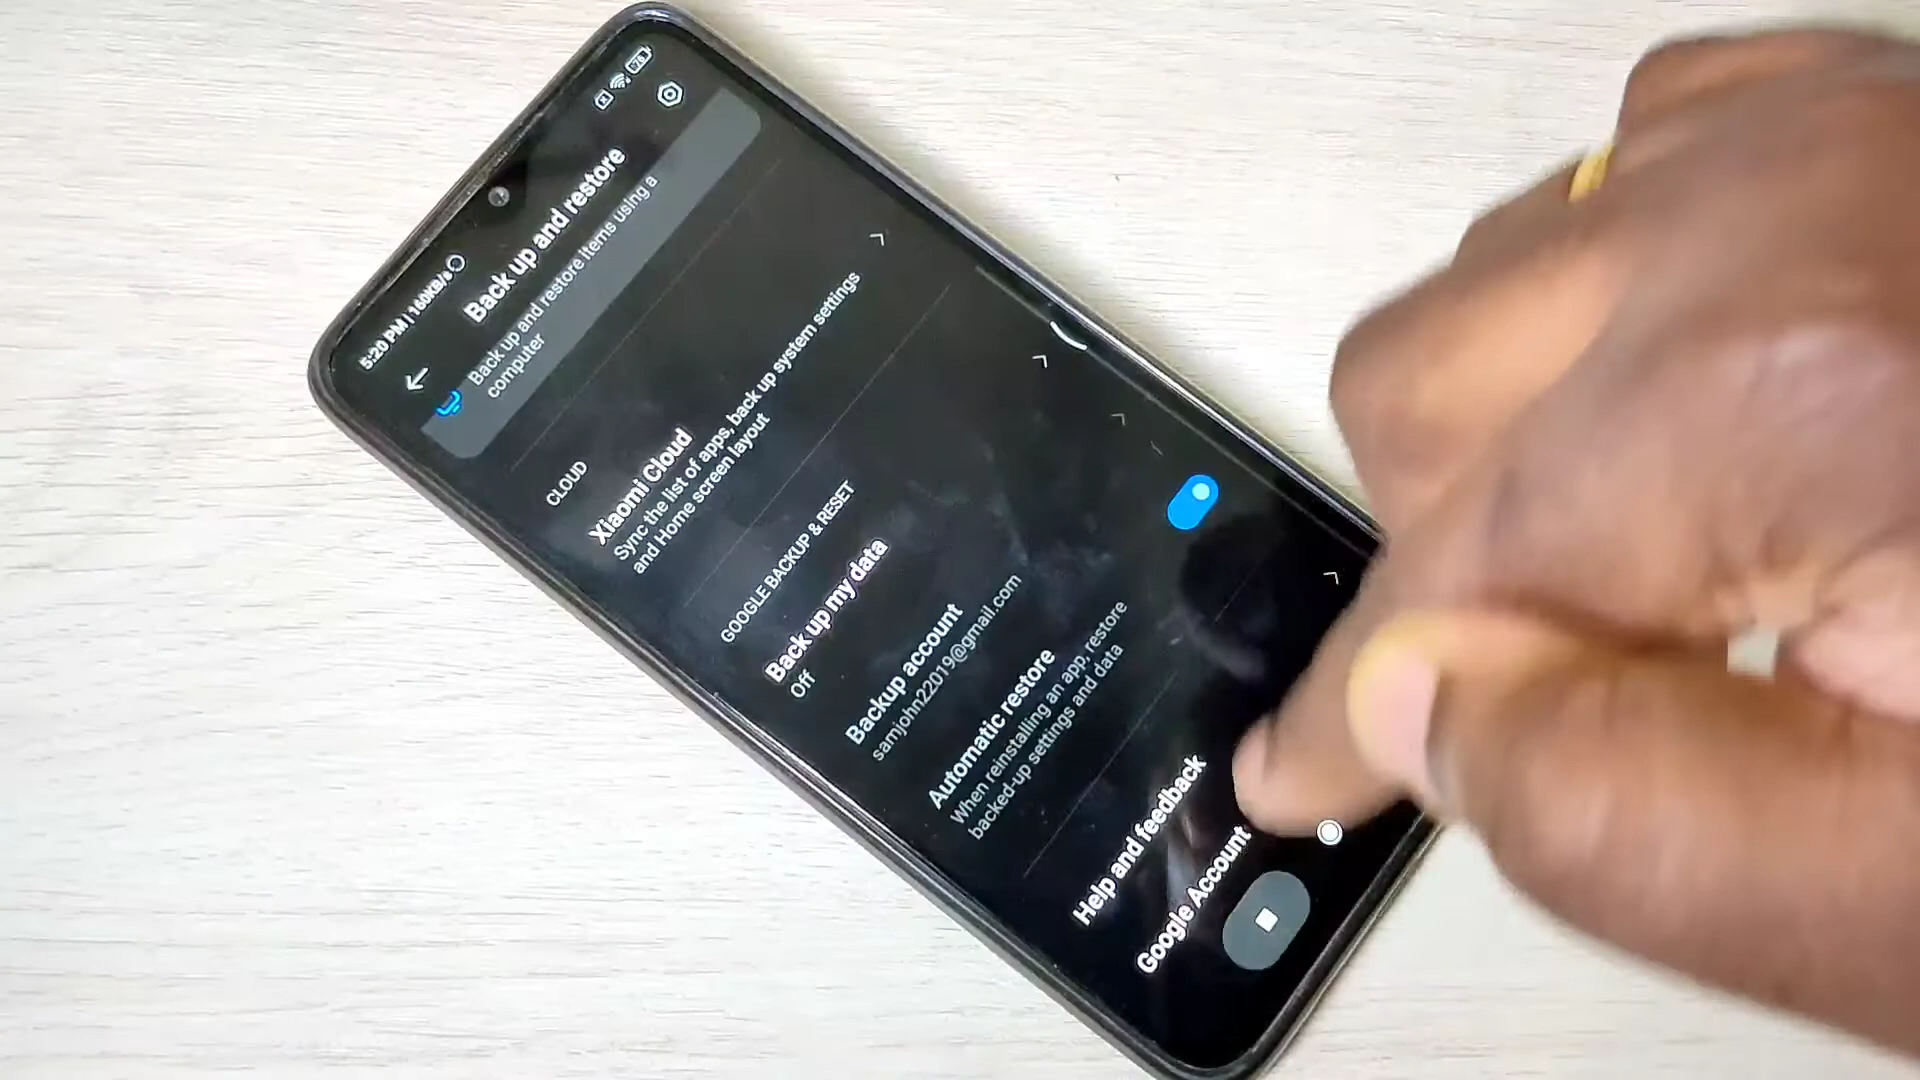 5:20 PM | 160KB/s
76
Back up and restore
Back up and restore items using a
computer
CLOUD
Xiaomi Cloud
Sync the list of apps, back up system settings
and Home screen layout
GOOGLE BACKUP & RESET
Back up my data
Off
Backup account
samjohn22019@gmail.com
Automatic restore
When reinstalling an app, restore
backed-up settings and data
Help and feedback
Google Account